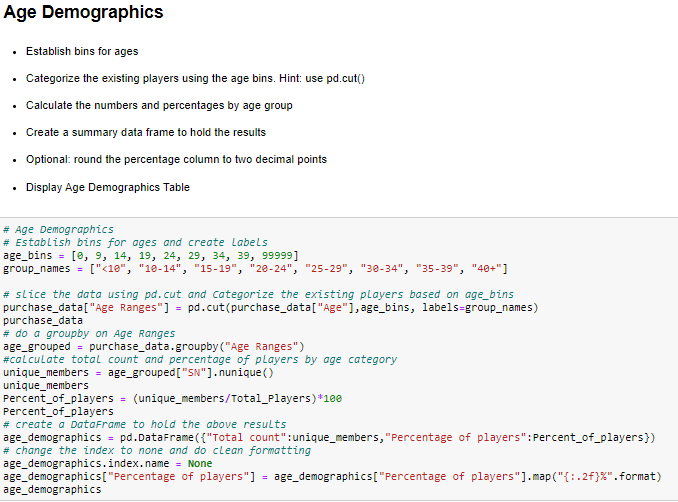 Age Demographics
• Establish bins for ages
• Categorize the existing players using the age bins. Hint: use pd.cut()
• Calculate the numbers and percentages by age group
• Create a summary data frame to hold the results
• Optional: round the percentage column to two decimal points
• Display Age Demographics Table
# Age Demographics
# Establish bins for ages and create labels
age_bins = [0, 9, 14, 19, 24, 29, 34, 39, 99999]
group_names = ["<10", "10-14", "15-19", "20-24", "25-29", "30-34", "35-39", "40+"]
# slice the data using pd.cut and Categorize the existing players based on age_bins
purchase_data["Age Ranges"] = pd.cut(purchase_data["Age"],age_bins, labels=group_names)
purchase_data
# do a groupby on Age Ranges
age_grouped = purchase_data.groupby("Age Ranges")
#calculate total count and percentage of players by age category
unique_members = age_grouped["SN"].nunique()
unique_members
Percent_of_players = (unique_members/Total_Players)*100
Percent_of_players
# create a DataFrame to hold the above results
age_demographics = pd.DataFrame({"Total count":unique_members,"Percentage of players":Percent_of_players})
# change the index to none and do clean formatting
age_demographics.index.name = None
age_demographics["Percentage of players"] = age_demographics["Percentage of players"].map("{:.2f}%".format)
age_demographics